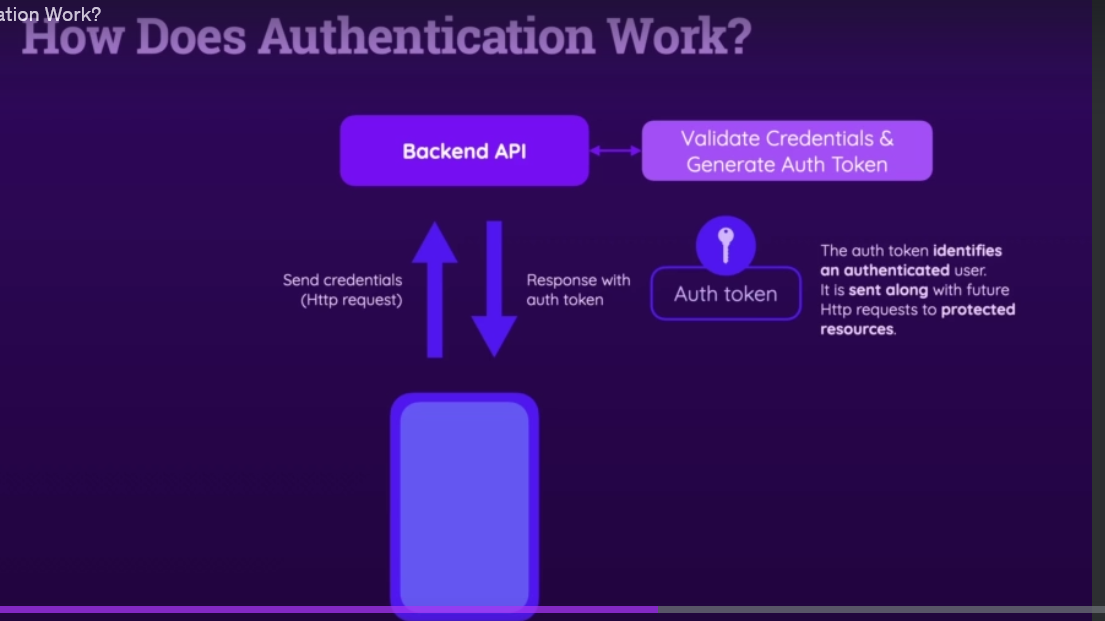 ation Work?
How Does Authentication Work?
Backend API
Validate Credentials &
Generate Auth Token
Send credentials
(Http request)
Response with
auth token
Auth token
The auth token identifies
an authenticated user.
It is sent along with future
Http requests to protected
resources.